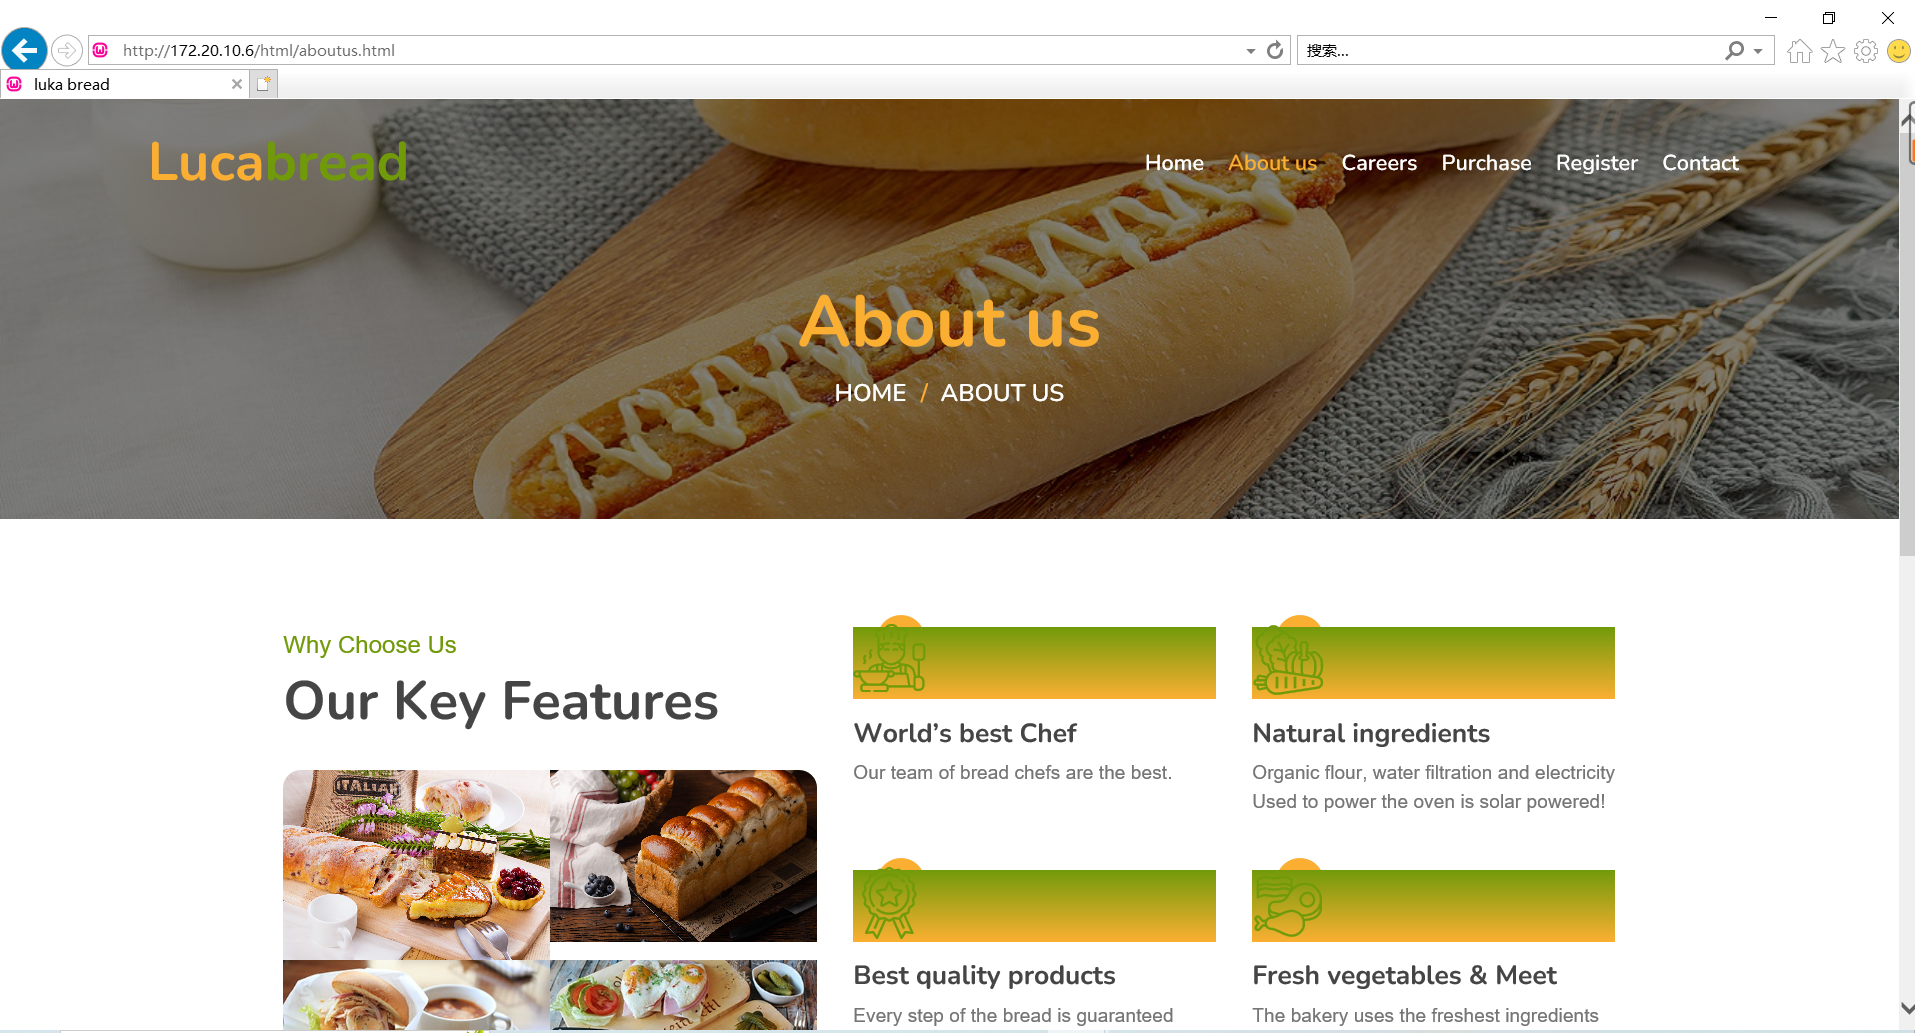 http://172.20.10.6/html/aboutus.html
搜索...
luka bread
Lucabread
Home About us Careers Purchase Register Contact
About us
HOME / ABOUT US
Why Choose Us
Our Key Features
ITALIAN
World’s best Chef
Our team of bread chefs are the best.
Natural ingredients
Organic flour, water filtration and electricity
Used to power the oven is solar powered!
Best quality products
Every step of the bread is guaranteed
Fresh vegetables & Meet
The bakery uses the freshest ingredients